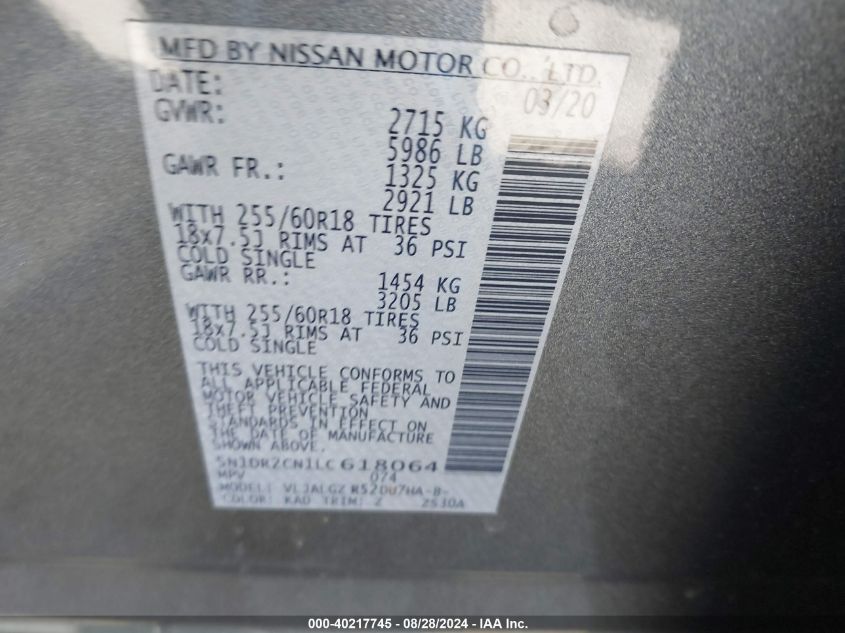 MFD BY NISSAN MOTOR CO., LTD.
DATE: 03/20
GVWR: 2715 KG
5986 LB
GAWR FR.: 1325 KG
2921 LB
WITH 255/60R18 TIRES
18x7.5J RIMS AT 36 PSI
COLD SINGLE
GAWR RR.: 1454 KG
3205 LB
WITH 255/60R18 TIRES
18x7.5J RIMS AT 36 PSI
COLD SINGLE
THIS VEHICLE CONFORMS TO
ALL APPLICABLE FEDERAL
MOTOR VEHICLE SAFETY AND
THEFT PREVENTION
STANDARDS IN EFFECT ON
THE DATE OF MANUFACTURE
SHOWN ABOVE.
5N1DR2CN1LC618064
MPV 074
MODEL:
COLOR: KAD TRIM: Z 2530A
000-40217745 - 08/28/2024 - IAA Inc.